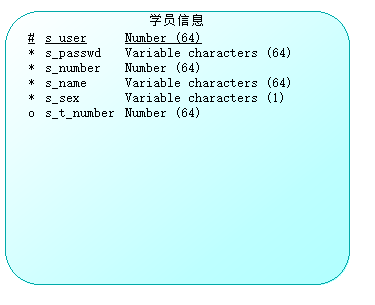 学员信息
# s_user Number (64)
* s_passwd Variable characters (64)
* s_number Number (64)
* s_name Variable characters (64)
* s_sex Variable characters (1)
o s_t_number Number (64)